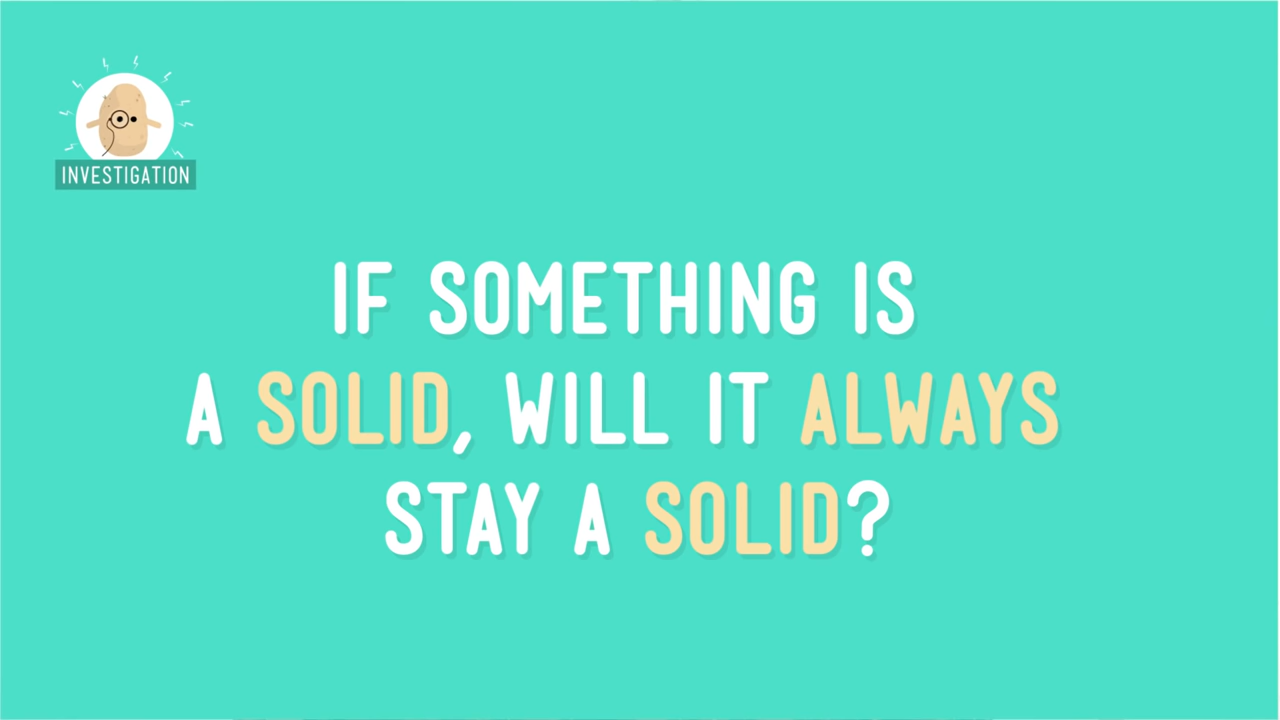 INVESTIGATION
IF SOMETHING IS
A SOLID, WILL IT ALWAYS
STAY A SOLID?